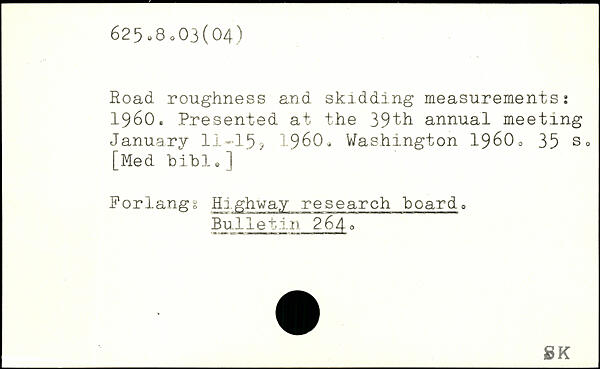 625.8.03(04)
Road roughness and skidding measurements:
1960. Presented at the 39th annual meeting
January 11-15, 1960. Washington 1960. 35 s.
[Med bibl.]
Forlang: Highway research board.
Bulletin 264.
SK